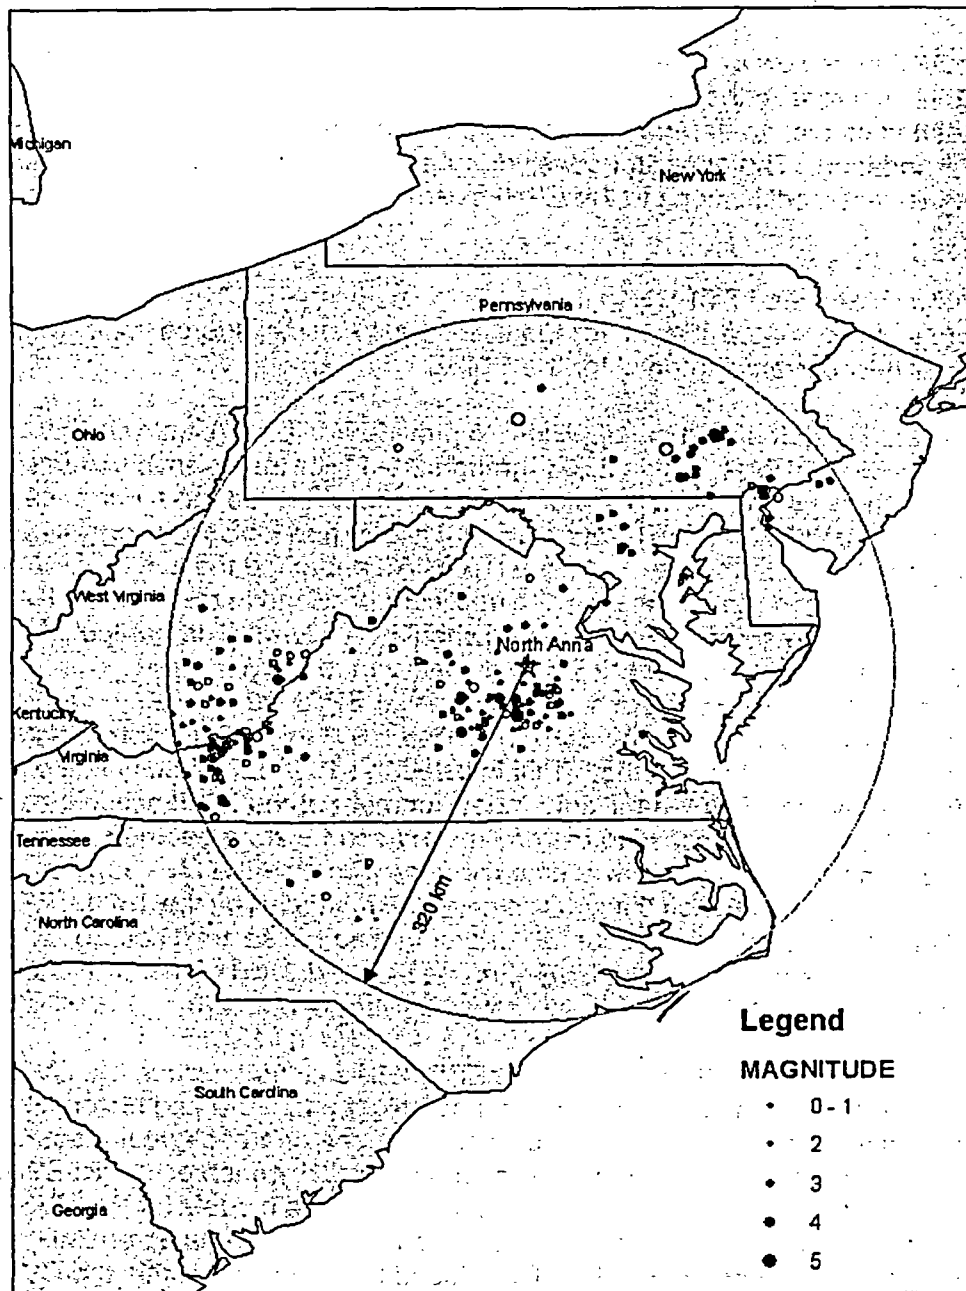 Michigan
New York
Pennsylvania
Ohio
West Virginia
North Anna
Kentucky
Virginia
Tennessee
320 km
North Carolina
Legend
MAGNITUDE
South Carolina
0 - 1
2
3
Georgia
4
5